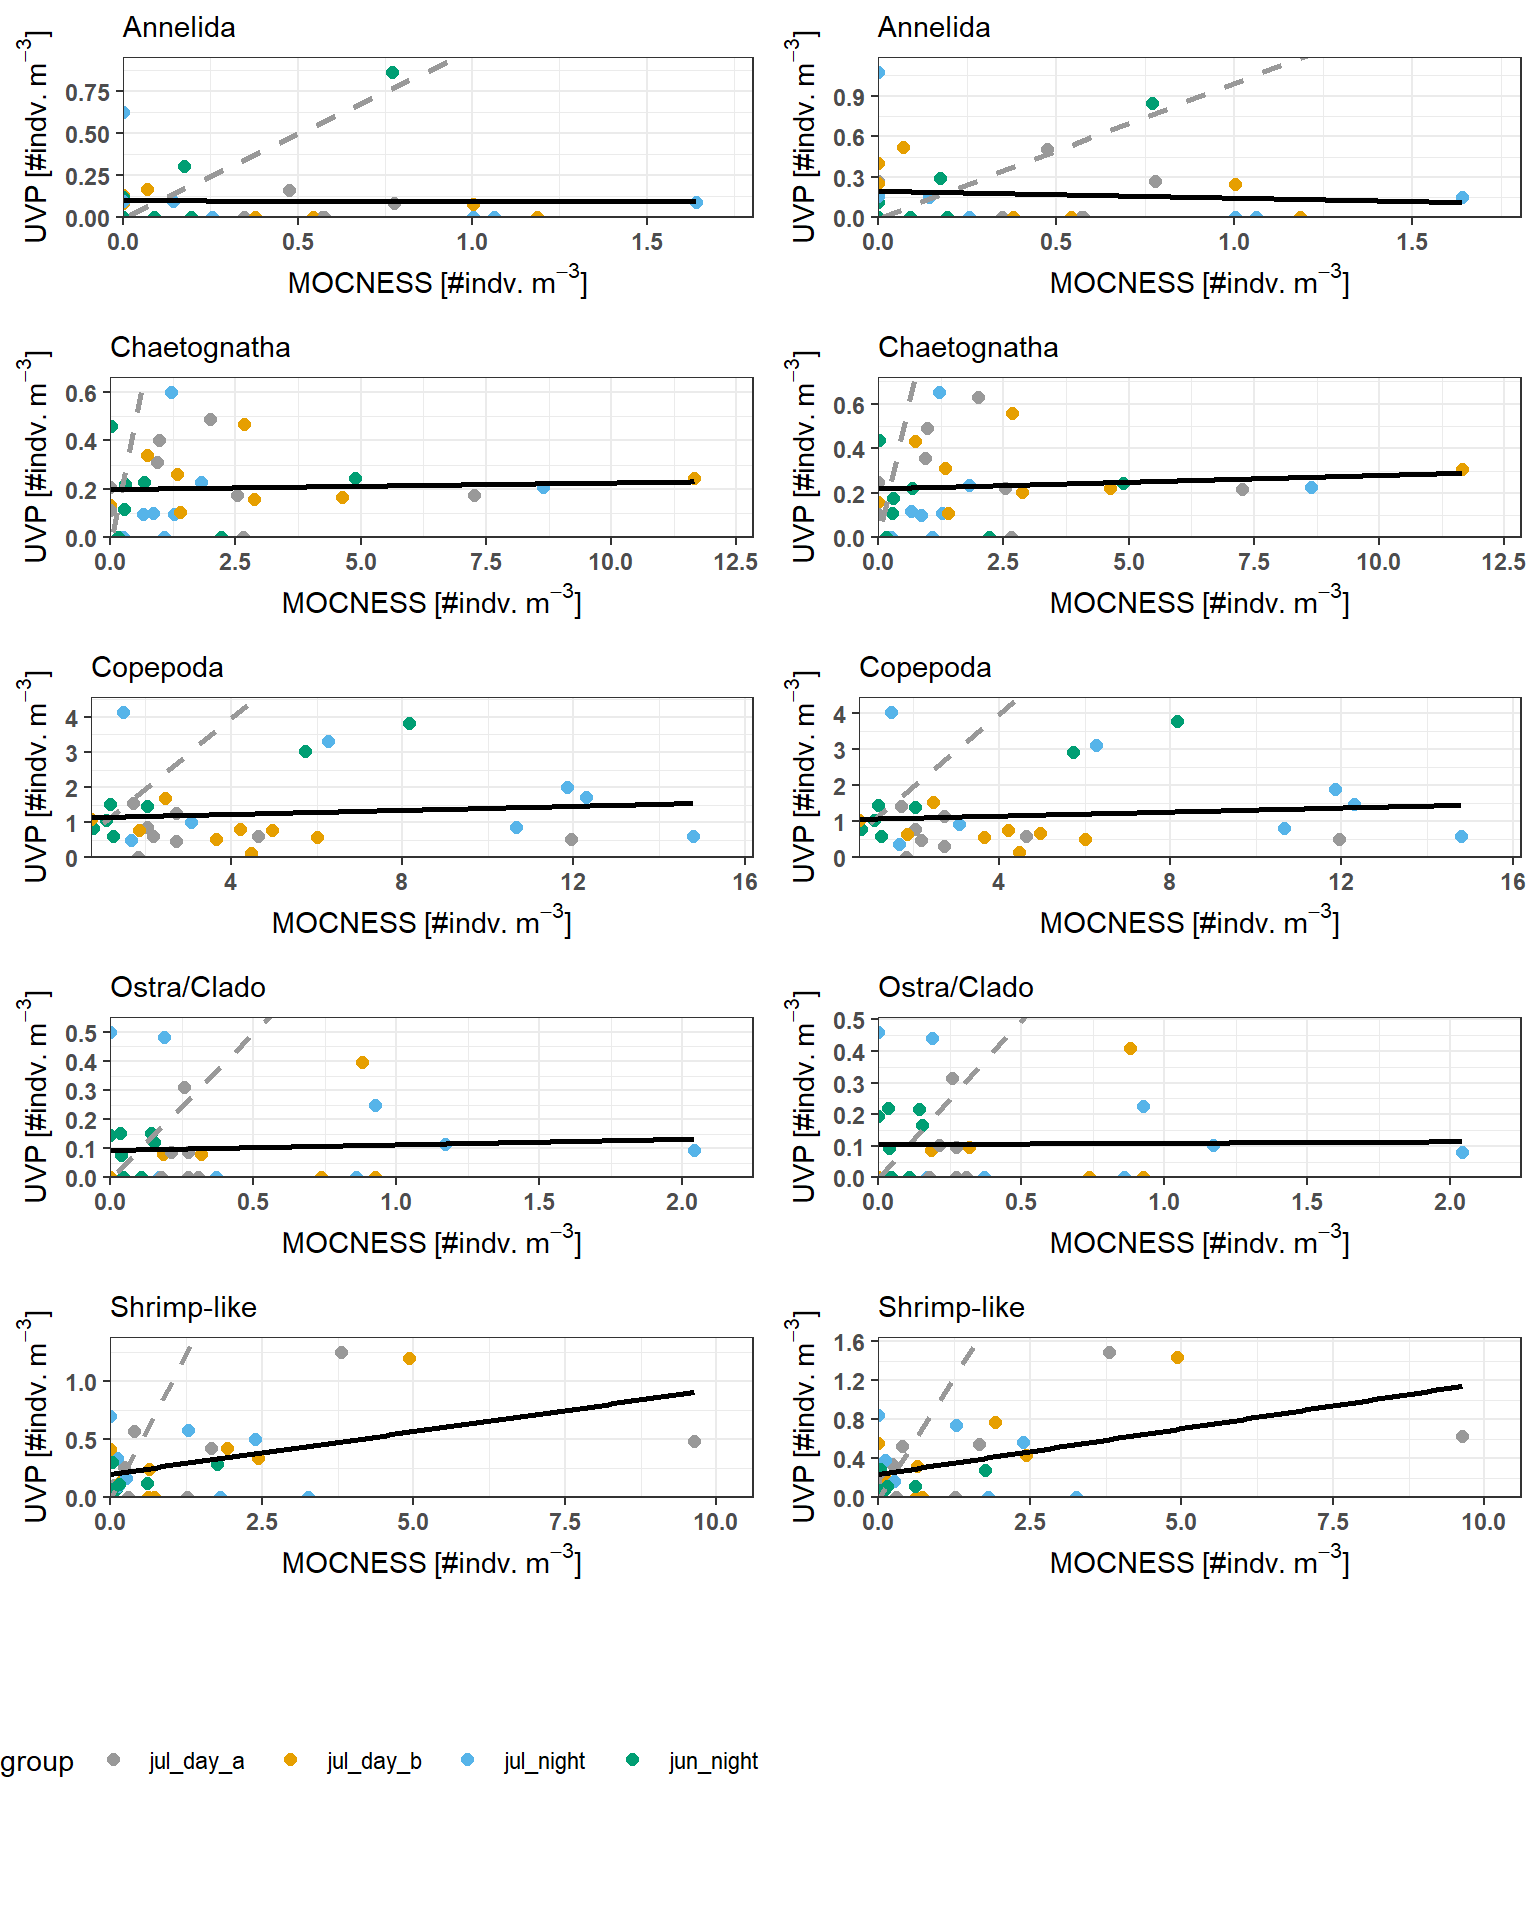 Annelida
UVP [#indv. m⁻³]
0.75
0.50
0.25
0.00
0.0 0.5 1.0 1.5
MOCNESS [#indv. m⁻³]
Annelida
UVP [#indv. m⁻³]
0.9
0.6
0.3
0.0
0.0 0.5 1.0 1.5
MOCNESS [#indv. m⁻³]
Chaetognatha
UVP [#indv. m⁻³]
0.6
0.4
0.2
0.0
0.0 2.5 5.0 7.5 10.0 12.5
MOCNESS [#indv. m⁻³]
Chaetognatha
UVP [#indv. m⁻³]
0.6
0.4
0.2
0.0
0.0 2.5 5.0 7.5 10.0 12.5
MOCNESS [#indv. m⁻³]
Copepoda
UVP [#indv. m⁻³]
4
3
2
1
0
4 8 12 16
MOCNESS [#indv. m⁻³]
Copepoda
UVP [#indv. m⁻³]
4
3
2
1
0
4 8 12 16
MOCNESS [#indv. m⁻³]
Ostra/Clado
UVP [#indv. m⁻³]
0.5
0.4
0.3
0.2
0.1
0.0
0.0 0.5 1.0 1.5 2.0
MOCNESS [#indv. m⁻³]
Ostra/Clado
UVP [#indv. m⁻³]
0.5
0.4
0.3
0.2
0.1
0.0
0.0 0.5 1.0 1.5 2.0
MOCNESS [#indv. m⁻³]
Shrimp-like
UVP [#indv. m⁻³]
1.0
0.5
0.0
0.0 2.5 5.0 7.5 10.0
MOCNESS [#indv. m⁻³]
Shrimp-like
UVP [#indv. m⁻³]
1.6
1.2
0.8
0.4
0.0
0.0 2.5 5.0 7.5 10.0
MOCNESS [#indv. m⁻³]
group jul_day_a jul_day_b jul_night jun_night